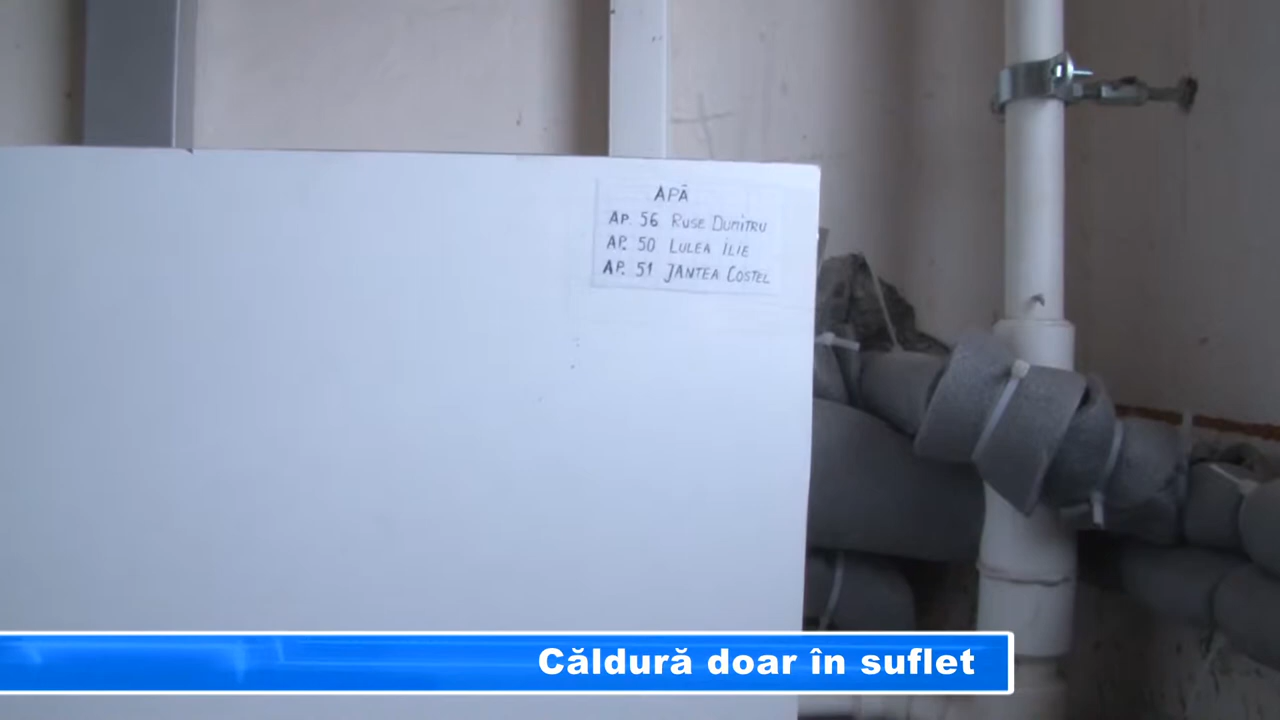 APĂ
AP. 56 RUSE DUMITRU
AP. 50 LULEA ILIE
AP. 51 JANTEA COSTEL
Căldură doar în suflet